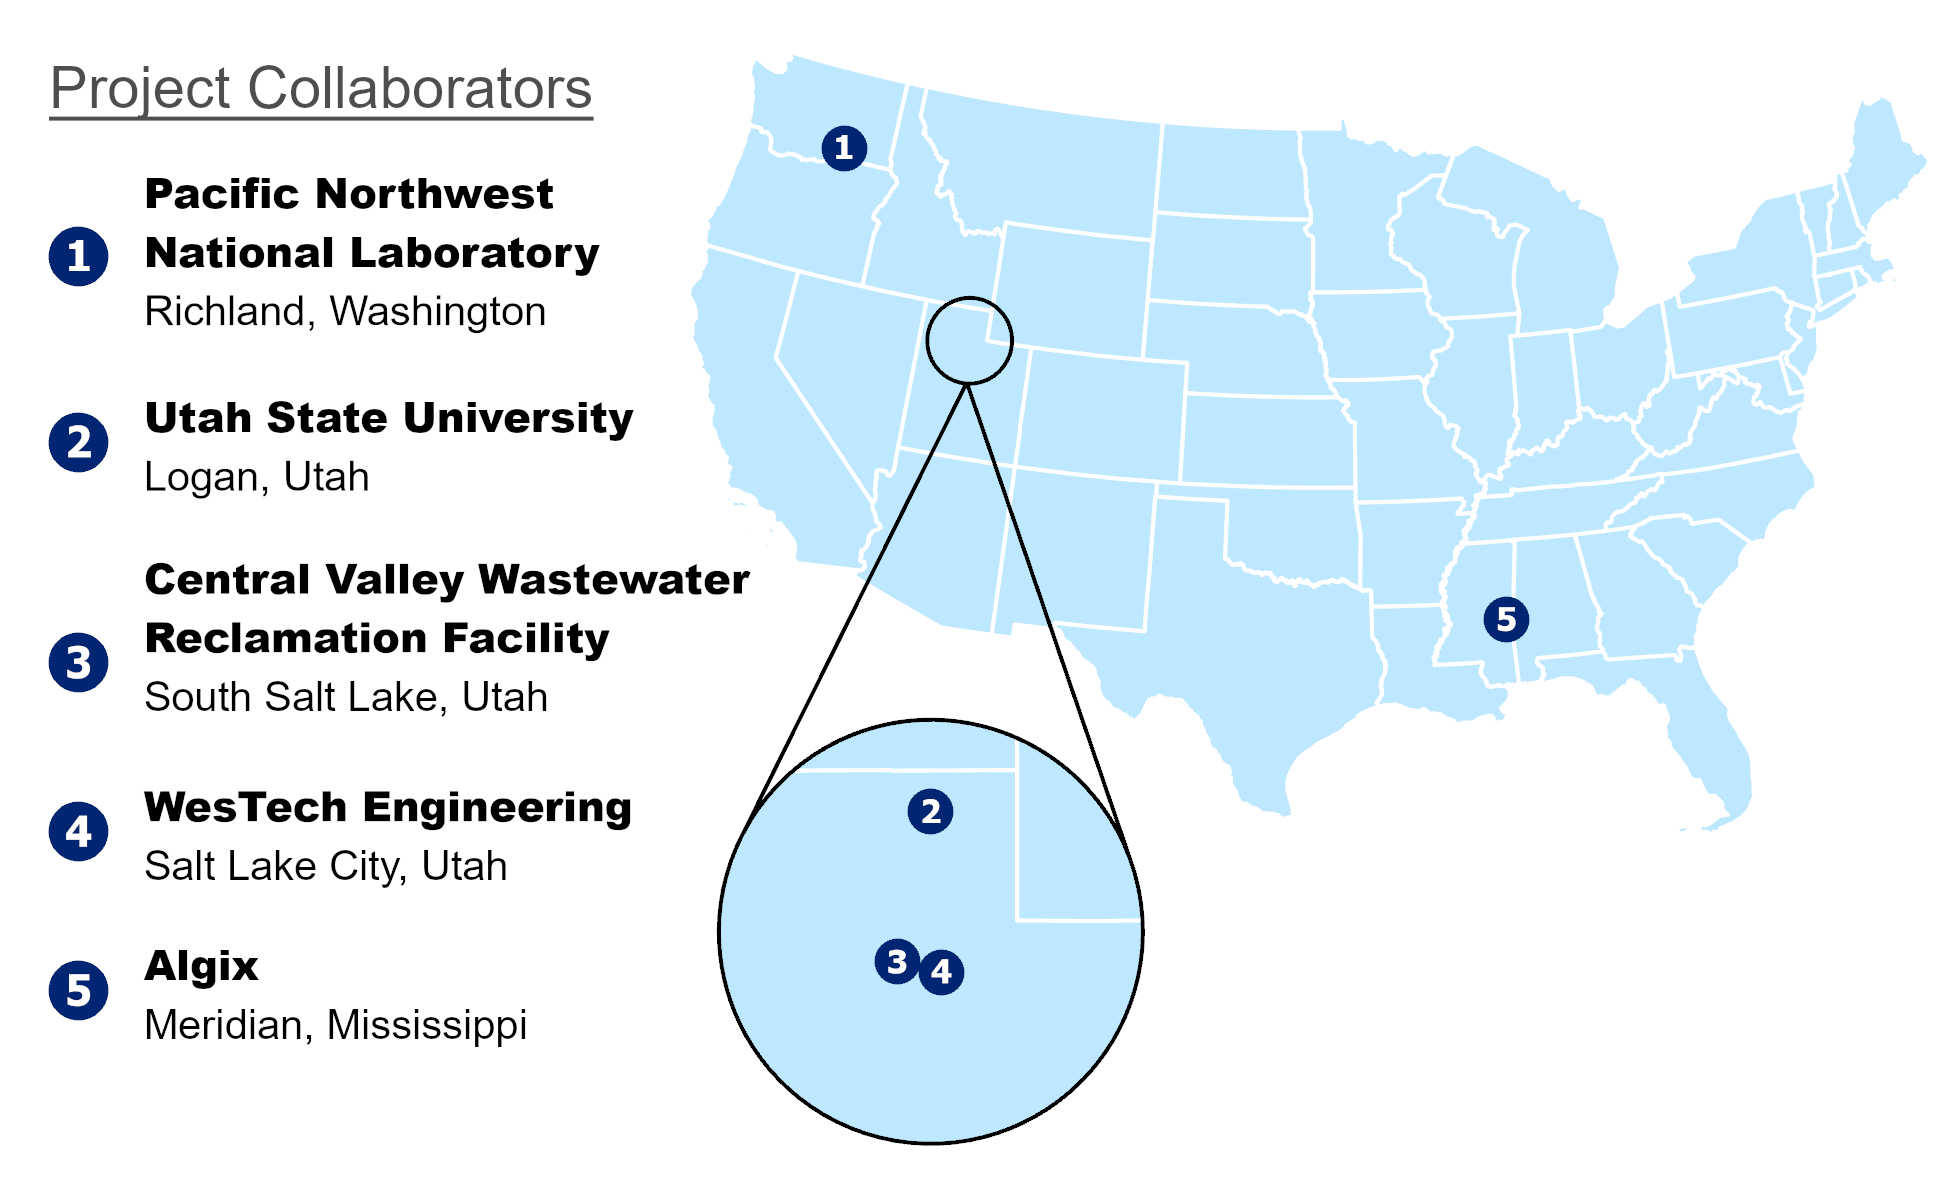 Project Collaborators
1
Pacific Northwest
National Laboratory
Richland, Washington
2
Utah State University
Logan, Utah
3
Central Valley Wastewater
Reclamation Facility
South Salt Lake, Utah
4
WesTech Engineering
Salt Lake City, Utah
5
Algix
Meridian, Mississippi
1
5
2
3
4